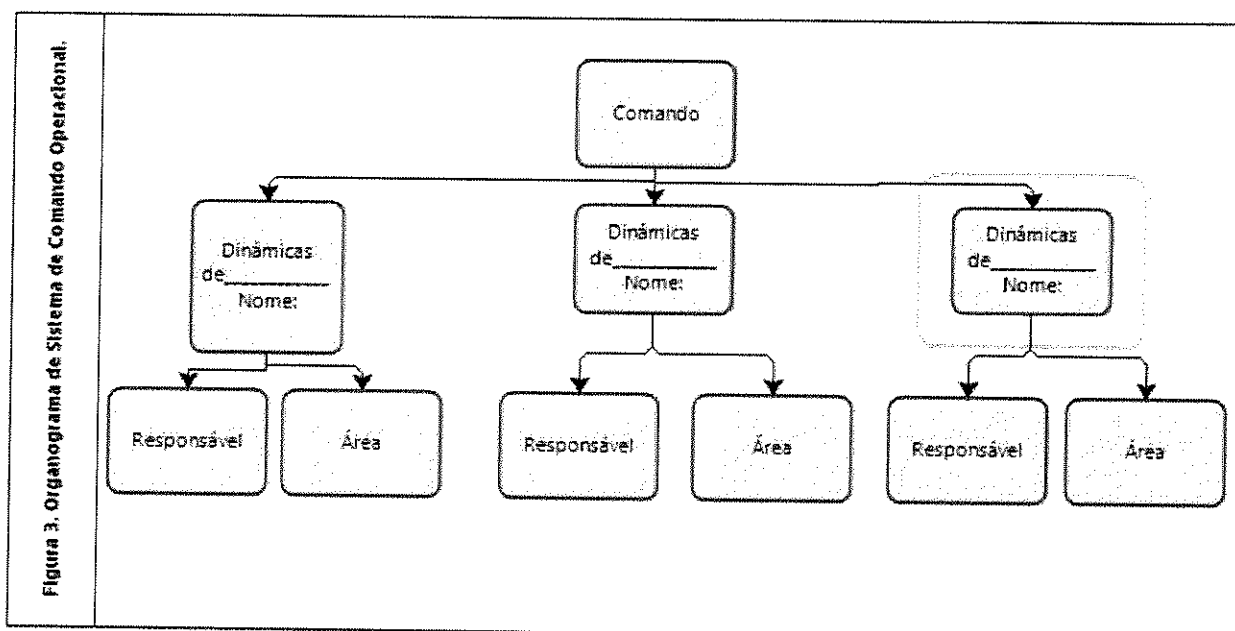 Figura 3. Organograma de Sistema de Comando Operacional.
Comando
Dinâmicas
de__________
Nome:
Dinâmicas
de__________
Nome:
Dinâmicas
de__________
Nome:
Responsável
Área
Responsável
Área
Responsável
Área